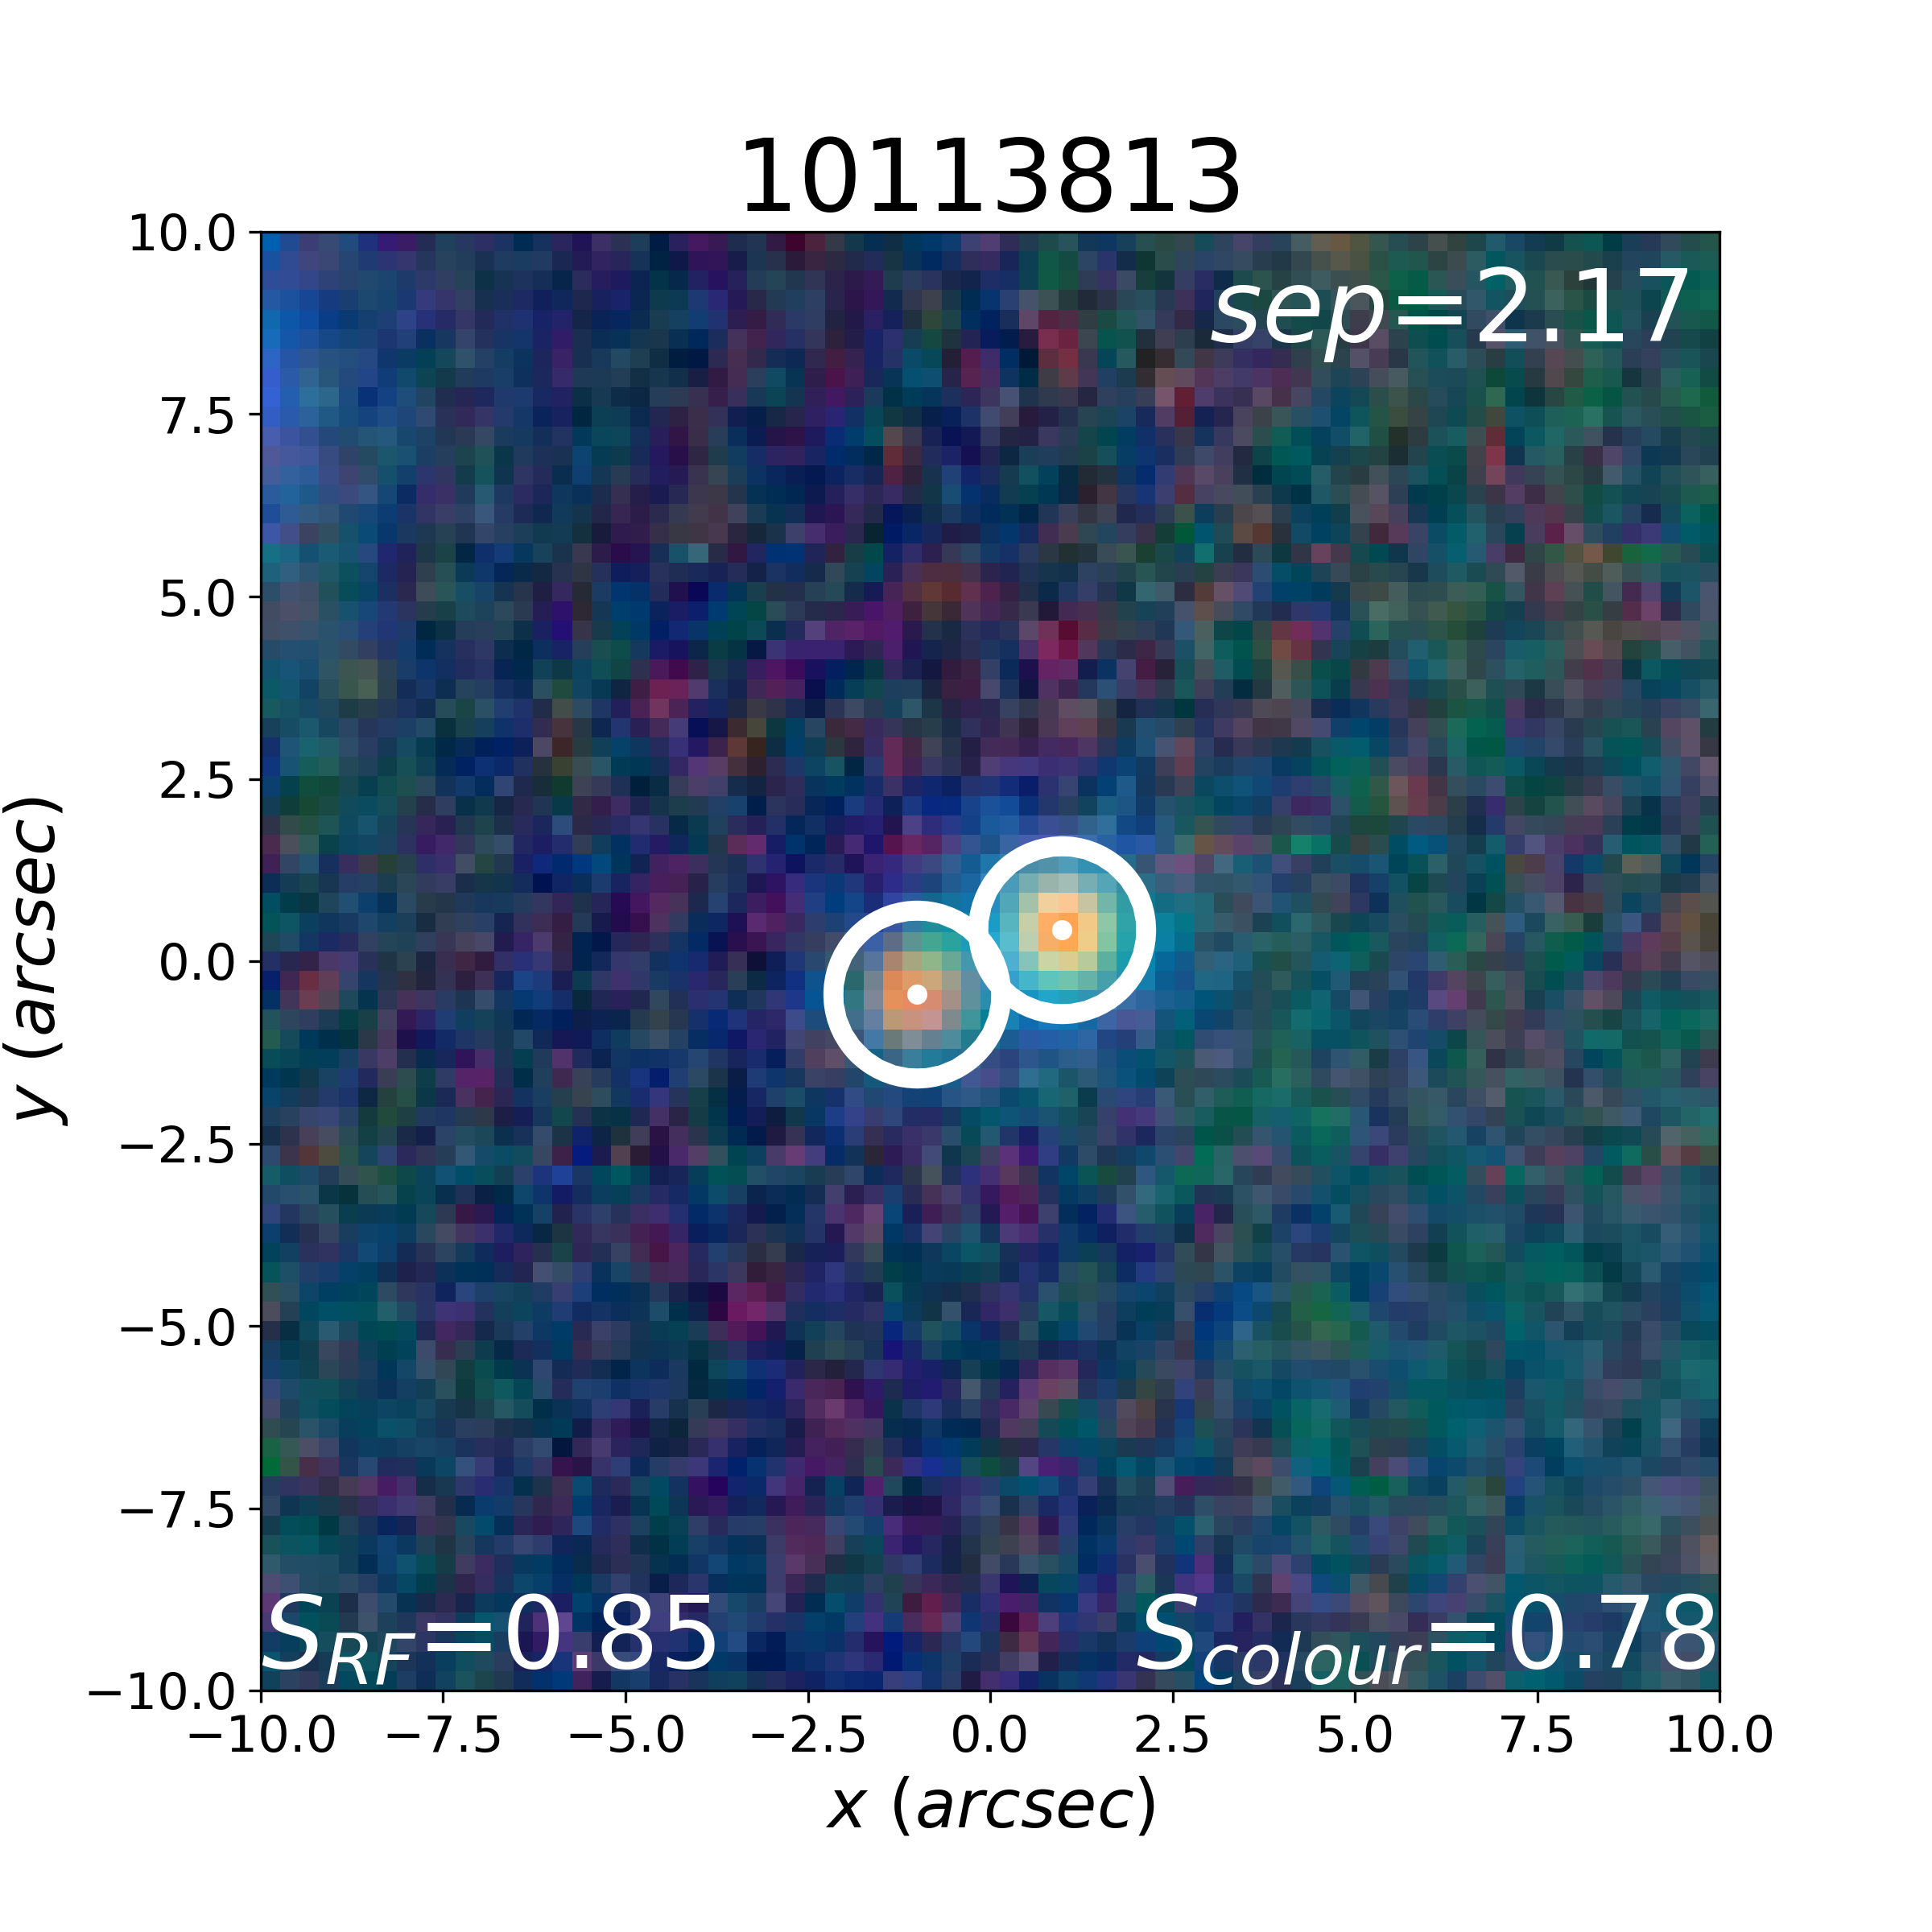 10113813
10.0
sep=2.17
7.5
5.0
2.5
0.0
−2.5
−5.0
−7.5
−10.0
y (arcsec)
S_RF=0.85
S_colour=0.78
−10.0 −7.5 −5.0 −2.5 0.0 2.5 5.0 7.5 10.0
x (arcsec)